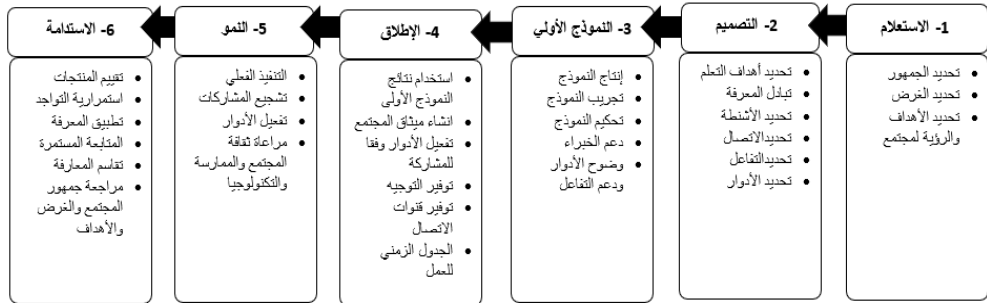 1- الاستعلام
تحديد الجمهور
تحديد الغرض
تحديد الأهداف
والرؤية لمجتمع
2- التصميم
تحديد أهداف التعلم
تبادل المعرفة
تحديد الأنشطة
تحديدالاتصال
تحديدالتفاعل
تحديد الأدوار
3- النموذج الأولي
إنتاج النموذج
تجريب النموذج
تحكيم النموذج
دعم الخبراء
وضوح الأدوار
ودعم التفاعل
4- الإطلاق
استخدام نتائج
النموذج الأولى
انشاء ميثاق المجتمع
تفعيل الأدوار وفقا
للمشاركة
توفير التوجيه
توفير قنوات
الاتصال
الجدول الزمني
للعمل
5- النمو
التنفيذ الفعلي
تشجيع المشاركات
تفعيل الأدوار
مراعاة ثقافة
المجتمع والممارسة
والتكنولوجيا
6- الاستدامة
تقييم المنتجات
استمرارية التواجد
تطبيق المعرفة
المتابعة المستمرة
تقاسم المعارفة
مراجعة جمهور
المجتمع والغرض
والأهداف